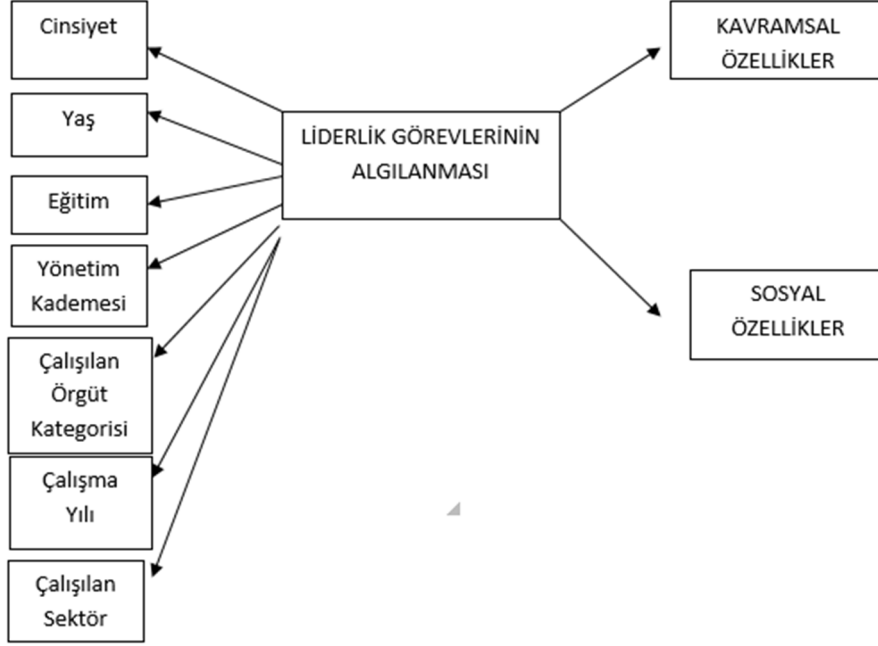 Cinsiyet
Yaş
Eğitim
Yönetim
Kademesi
Çalışılan
Örgüt
Kategorisi
Çalışma
Yılı
Çalışılan
Sektör
LİDERLİK GÖREVLERİNİN
ALGILANMASI
KAVRAMSAL
ÖZELLİKLER
SOSYAL
ÖZELLİKLER